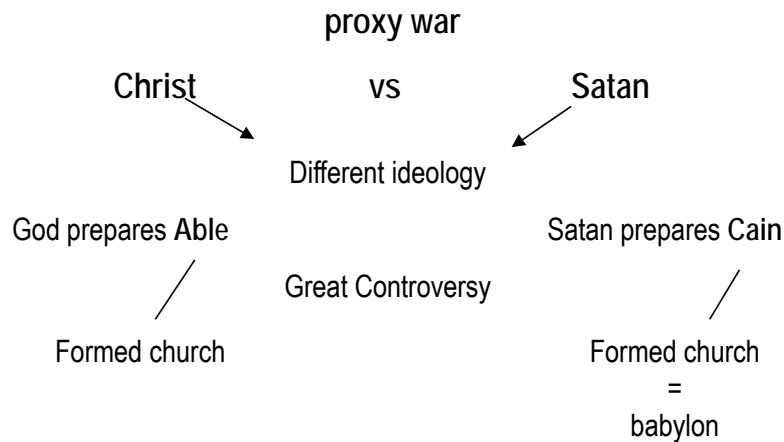 proxy war
Christ vs Satan
Different ideology
God prepares Able Satan prepares Cain
Great Controversy
Formed church Formed church
=
babylon